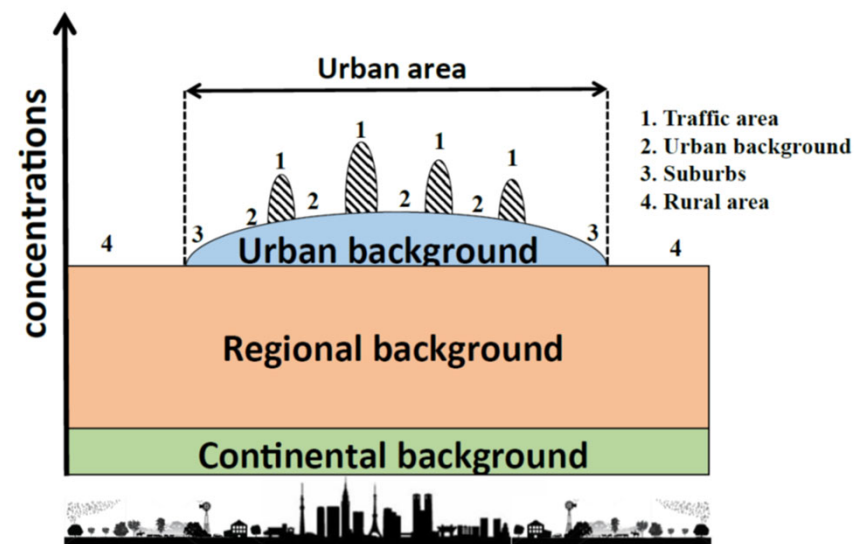 Urban area
concentrations
1. Traffic area
2. Urban background
3. Suburbs
4. Rural area
1
1
1
1
2
2
2
2
3
3
4
4
Urban background
Regional background
Continental background